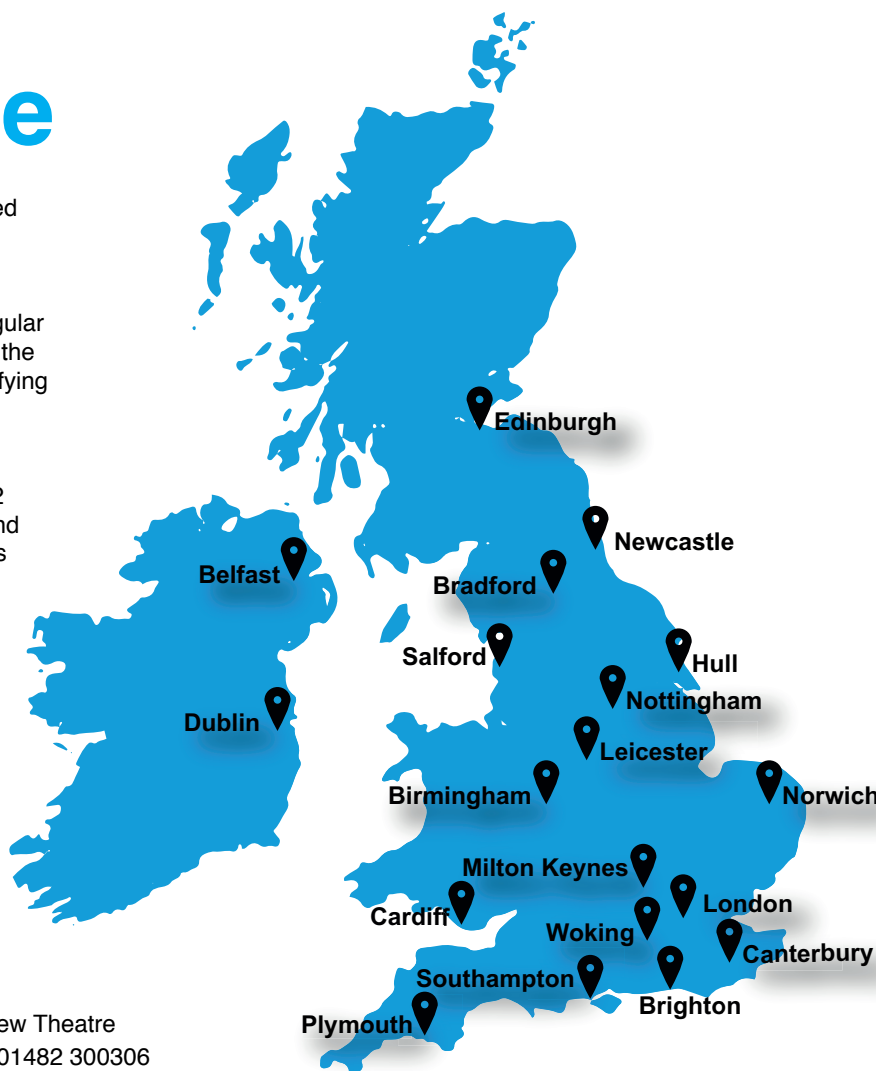 e
ed
gular
the
fying
2
nd
s
ew Theatre
01482 300306
Edinburgh
Newcastle
Belfast
Bradford
Salford
Hull
Nottingham
Dublin
Leicester
Birmingham
Norwich
Milton Keynes
London
Cardiff
Woking
Canterbury
Southampton
Brighton
Plymouth